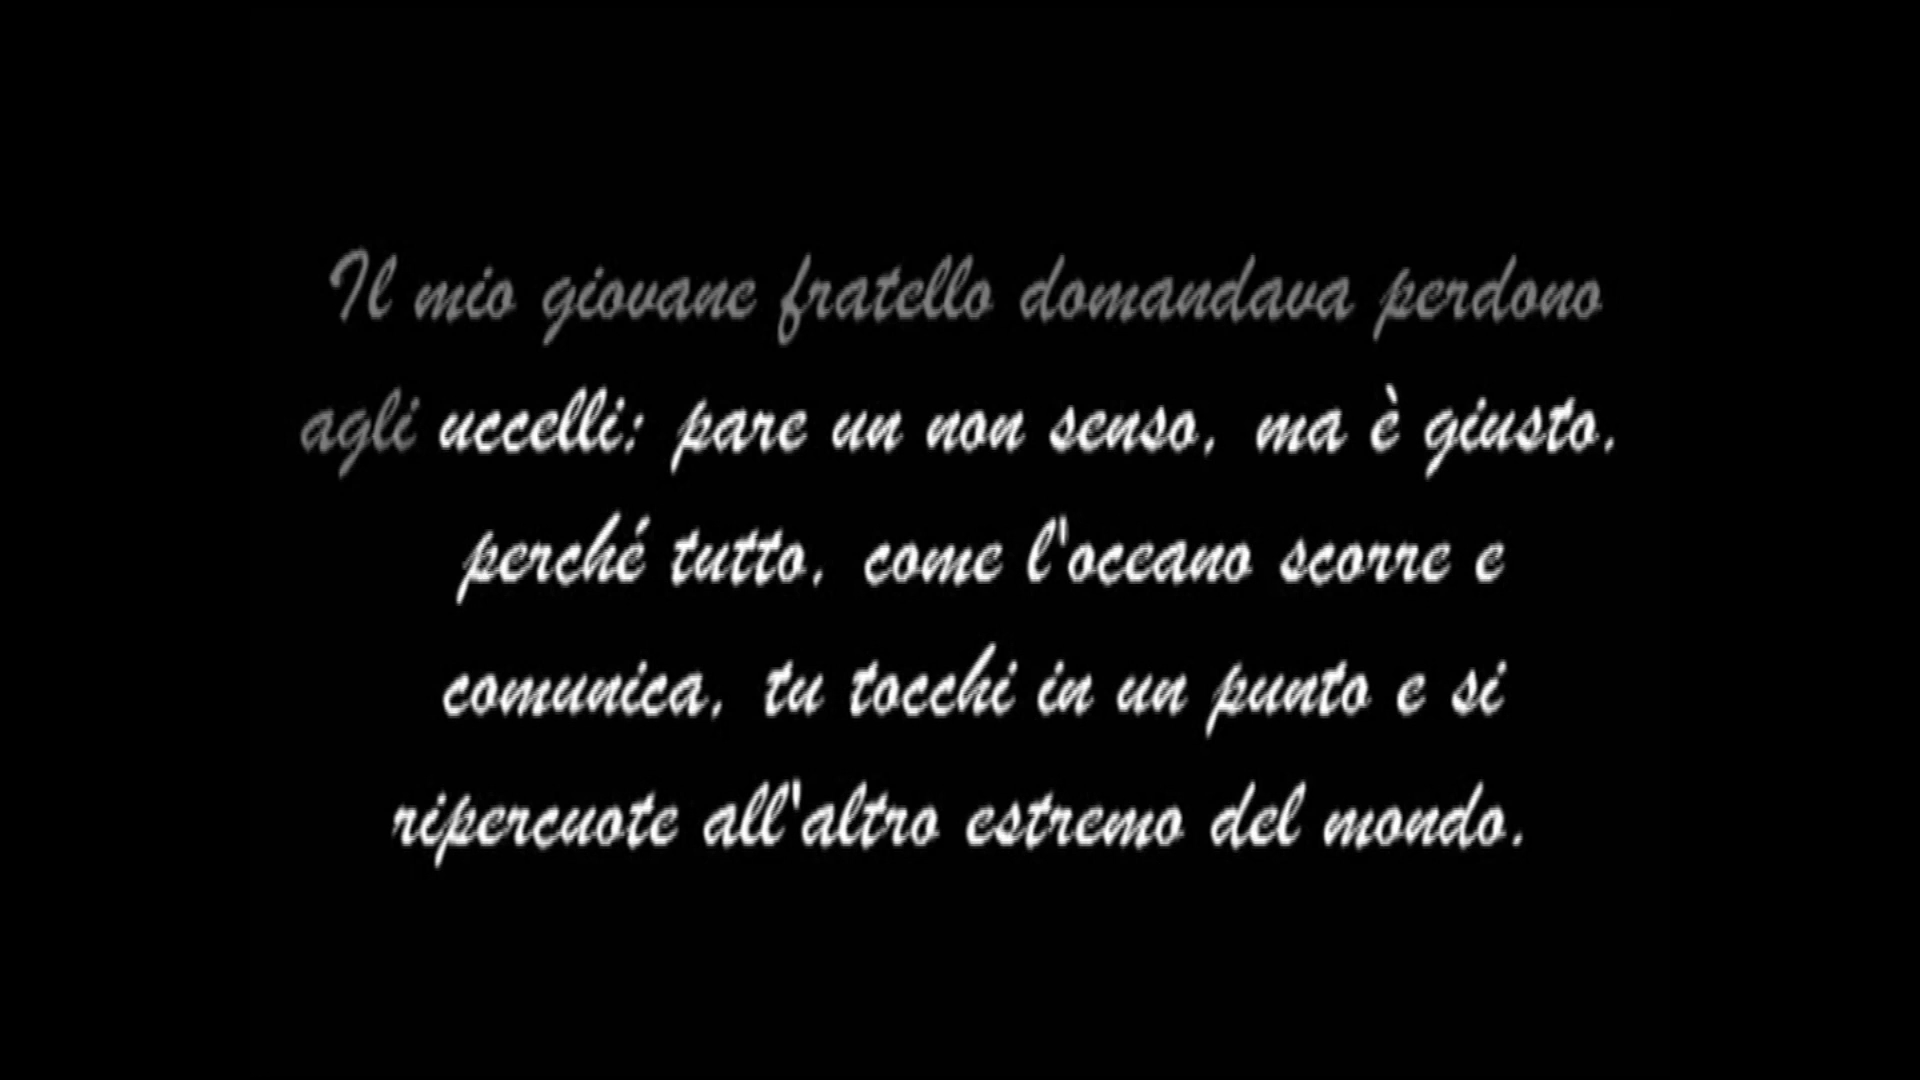 Il mio giovane fratello domandava perdono
agli uccelli: pare un non senso, ma è giusto,
perché tutto, come l'oceano scorre e
comunica, tu tocchi in un punto e si
ripercuote all'altro estremo del mondo.